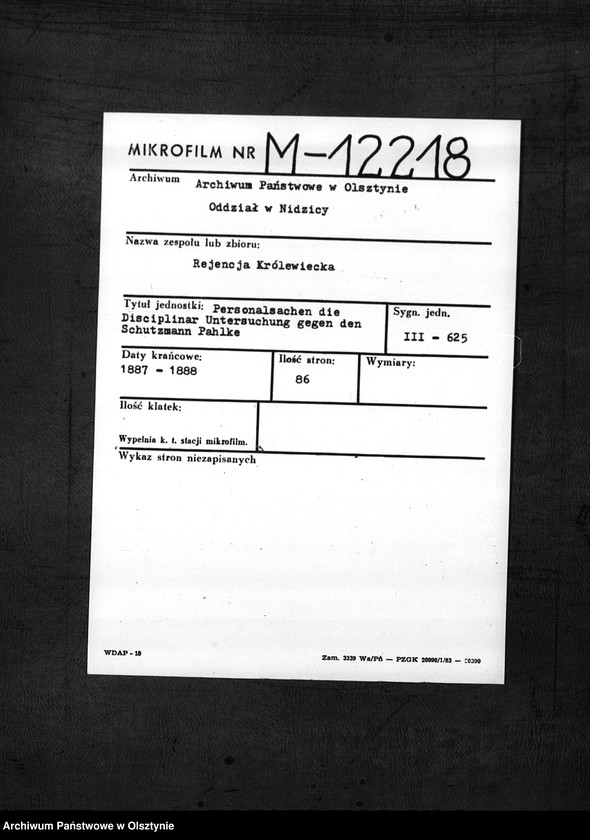 MIKROFILM NR M-12218
Archiwum Archiwum Państwowe w Olsztynie
Oddział w Nidzicy
Nazwa zespołu lub zbioru:
Rejencja Królewiecka
Tytuł jednostki: Personalsachen die
Disciplinar Untersuchung gegen den
Schutzmann Pahlke
Sygn. jedn.
III - 625
Daty krańcowe:
1887 - 1888
Ilość stron:
86
Wymiary:
Ilość klatek:
Wypełnia k. t. stacji mikrofilm.
Wykaz stron niezapisanych
WDAP - 10
Zam. 3339 Wa/Pń — PZGK 20990/I/83 —
Archiwum Państwowe w Olsztynie